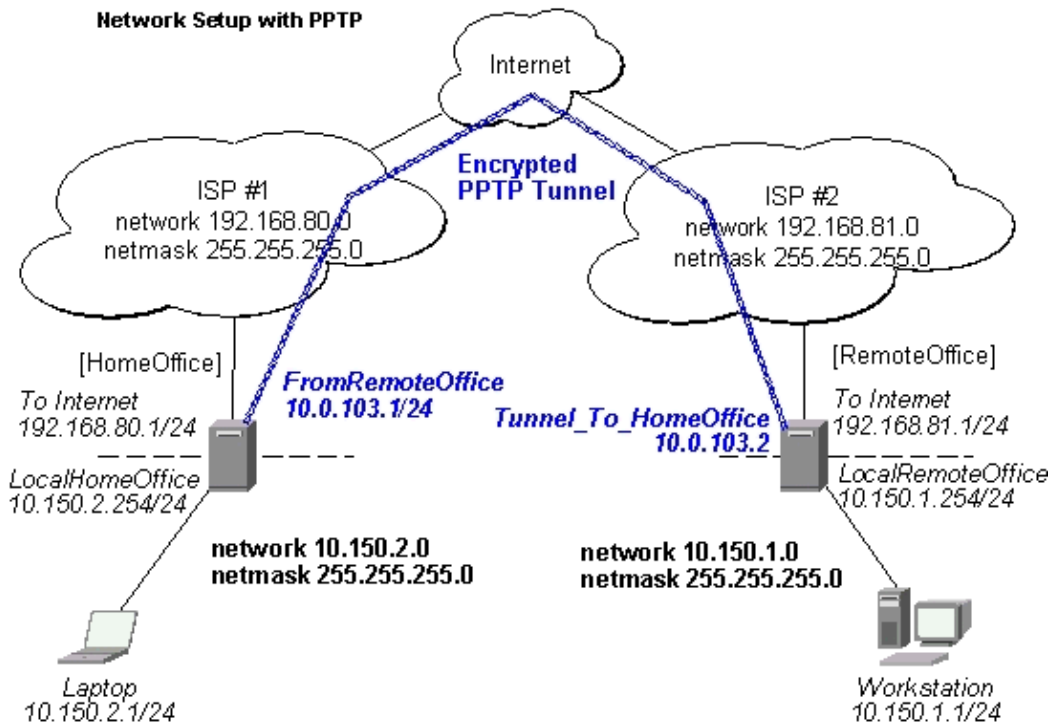 Network Setup with PPTP
Internet
Encrypted
PPTP Tunnel
ISP #1
network 192.168.80.0
netmask 255.255.255.0
ISP #2
network 192.168.81.0
netmask 255.255.255.0
[HomeOffice]
To Internet
192.168.80.1/24
FromRemoteOffice
10.0.103.1/24
Tunnel_To_HomeOffice
10.0.103.2
[RemoteOffice]
To Internet
192.168.81.1/24
LocalHomeOffice
10.150.2.254/24
LocalRemoteOffice
10.150.1.254/24
network 10.150.2.0
netmask 255.255.255.0
network 10.150.1.0
netmask 255.255.255.0
Laptop
10.150.2.1/24
Workstation
10.150.1.1/24